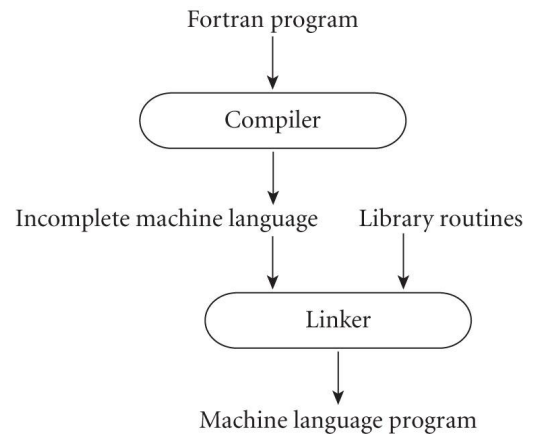 Fortran program
Compiler
Incomplete machine language
Library routines
Linker
Machine language program